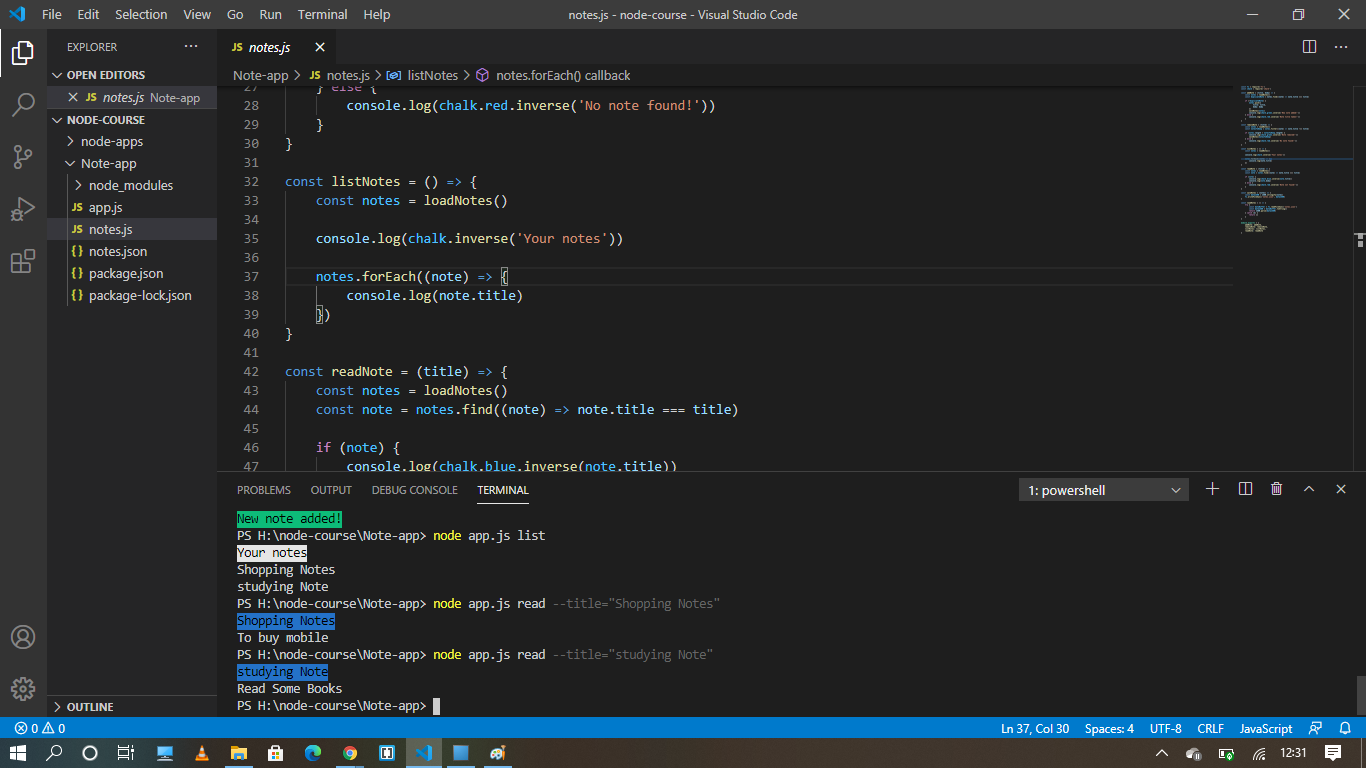 File Edit Selection View Go Run Terminal Help
notes.js - node-course - Visual Studio Code
EXPLORER
OPEN EDITORS
JS notes.js Note-app
NODE-COURSE
node-apps
Note-app
node_modules
JS app.js
JS notes.js
{} notes.json
{} package.json
{} package-lock.json
OUTLINE
JS notes.js
Note-app > JS notes.js > listNotes > notes.forEach() callback
27 } else {
28 console.log(chalk.red.inverse('No note found!'))
29 }
30 }
31
32 const listNotes = () => {
33 const notes = loadNotes()
34
35 console.log(chalk.inverse('Your notes'))
36
37 notes.forEach((note) => {
38 console.log(note.title)
39 })
40 }
41
42 const readNote = (title) => {
43 const notes = loadNotes()
44 const note = notes.find((note) => note.title === title)
45
46 if (note) {
47 console.log(chalk.blue.inverse(note.title))
PROBLEMS OUTPUT DEBUG CONSOLE TERMINAL
1: powershell
New note added!
PS H:\node-course\Note-app> node app.js list
Your notes
Shopping Notes
studying Note
PS H:\node-course\Note-app> node app.js read --title="Shopping Notes"
Shopping Notes
To buy mobile
PS H:\node-course\Note-app> node app.js read --title="studying Note"
studying Note
Read Some Books
PS H:\node-course\Note-app>
0 0
Ln 37, Col 30 Spaces: 4 UTF-8 CRLF JavaScript
12:31